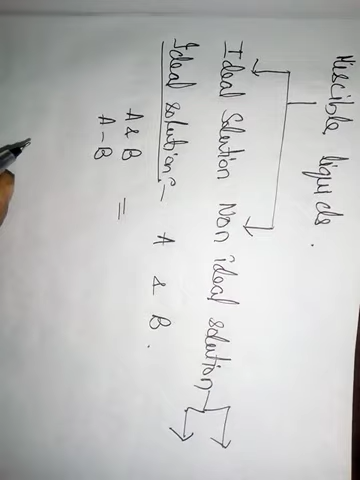 Miscible liquids.
Ideal Solution Non ideal solution
Ideal solution:- A & B.
A & B =
A - B